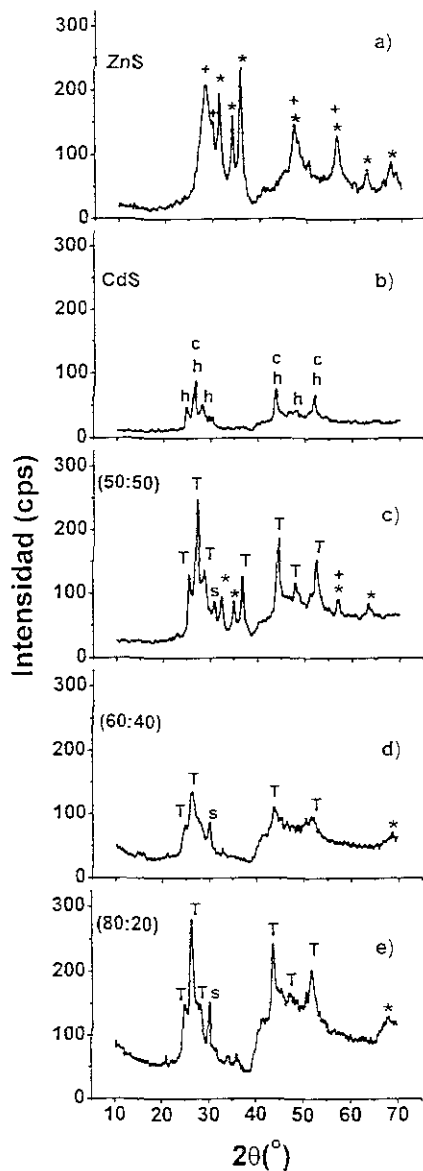 300
ZnS
a)
+
*
+
*
*
200
+
*
+
*
*
*
100
0
300
CdS
b)
200
c
h
c
h
c
h
100
h
h
h
0
300
(50:50)
c)
T
200
T
T
T
T
T
T
+
*
100
s
*
*
*
0
300
(60:40)
d)
200
T
T
s
T
T
100
*
0
300
(80:20)
e)
T
T
200
T
T
s
T
T
*
100
0
10 20 30 40 50 60 70
2θ(°)
Intensidad (cps)